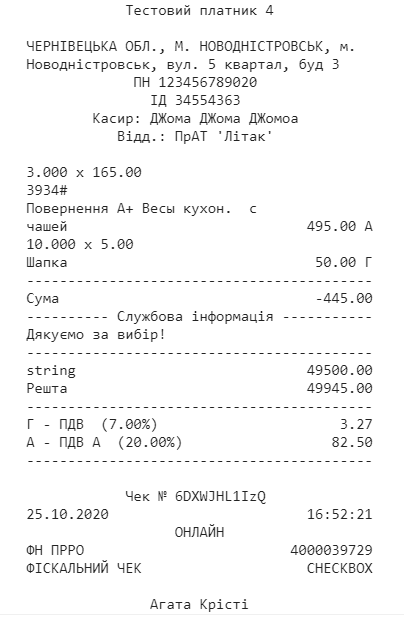 Тестовий платник 4
ЧЕРНІВЕЦЬКА ОБЛ., М. НОВОДНІСТРОВСЬК, м.
Новодністровськ, вул. 5 квартал, буд 3
ПН 123456789020
ІД 34554363
Касир: ДЖома ДЖома ДЖомоа
Відд.: ПрАТ 'Літак'
3.000 x 165.00
3934#
Повернення А+ Весы кухон. с
чашей 495.00 А
10.000 x 5.00
Шапка 50.00 Г
------------------------------------------
Сума -445.00
---------- Службова інформація -----------
Дякуємо за вибір!
------------------------------------------
string 49500.00
Решта 49945.00
------------------------------------------
Г - ПДВ (7.00%) 3.27
А - ПДВ А (20.00%) 82.50
------------------------------------------
Чек № 6DXWJHL1IzQ
25.10.2020 16:52:21
ОНЛАЙН
ФН ПРРО 4000039729
ФІСКАЛЬНИЙ ЧЕК CHECKBOX
Агата Крісті